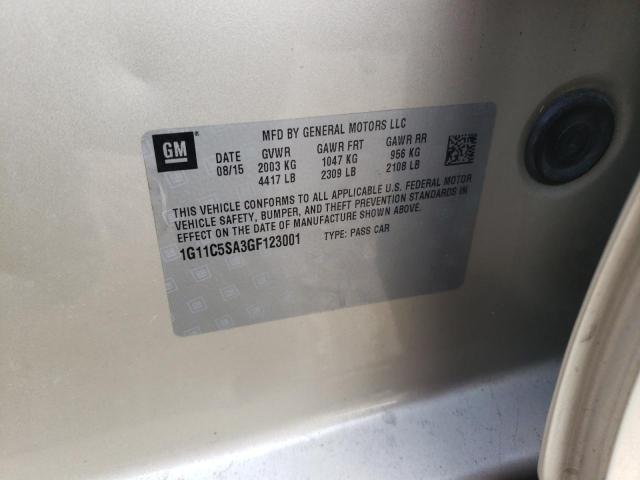 GM
MFD BY GENERAL MOTORS LLC
DATE GVWR GAWR FRT GAWR RR
08/15 2003 KG 1047 KG 956 KG
4417 LB 2309 LB 2108 LB
THIS VEHICLE CONFORMS TO ALL APPLICABLE U.S. FEDERAL MOTOR
VEHICLE SAFETY, BUMPER, AND THEFT PREVENTION STANDARDS IN
EFFECT ON THE DATE OF MANUFACTURE SHOWN ABOVE.
1G11C5SA3GF123001 TYPE: PASS CAR